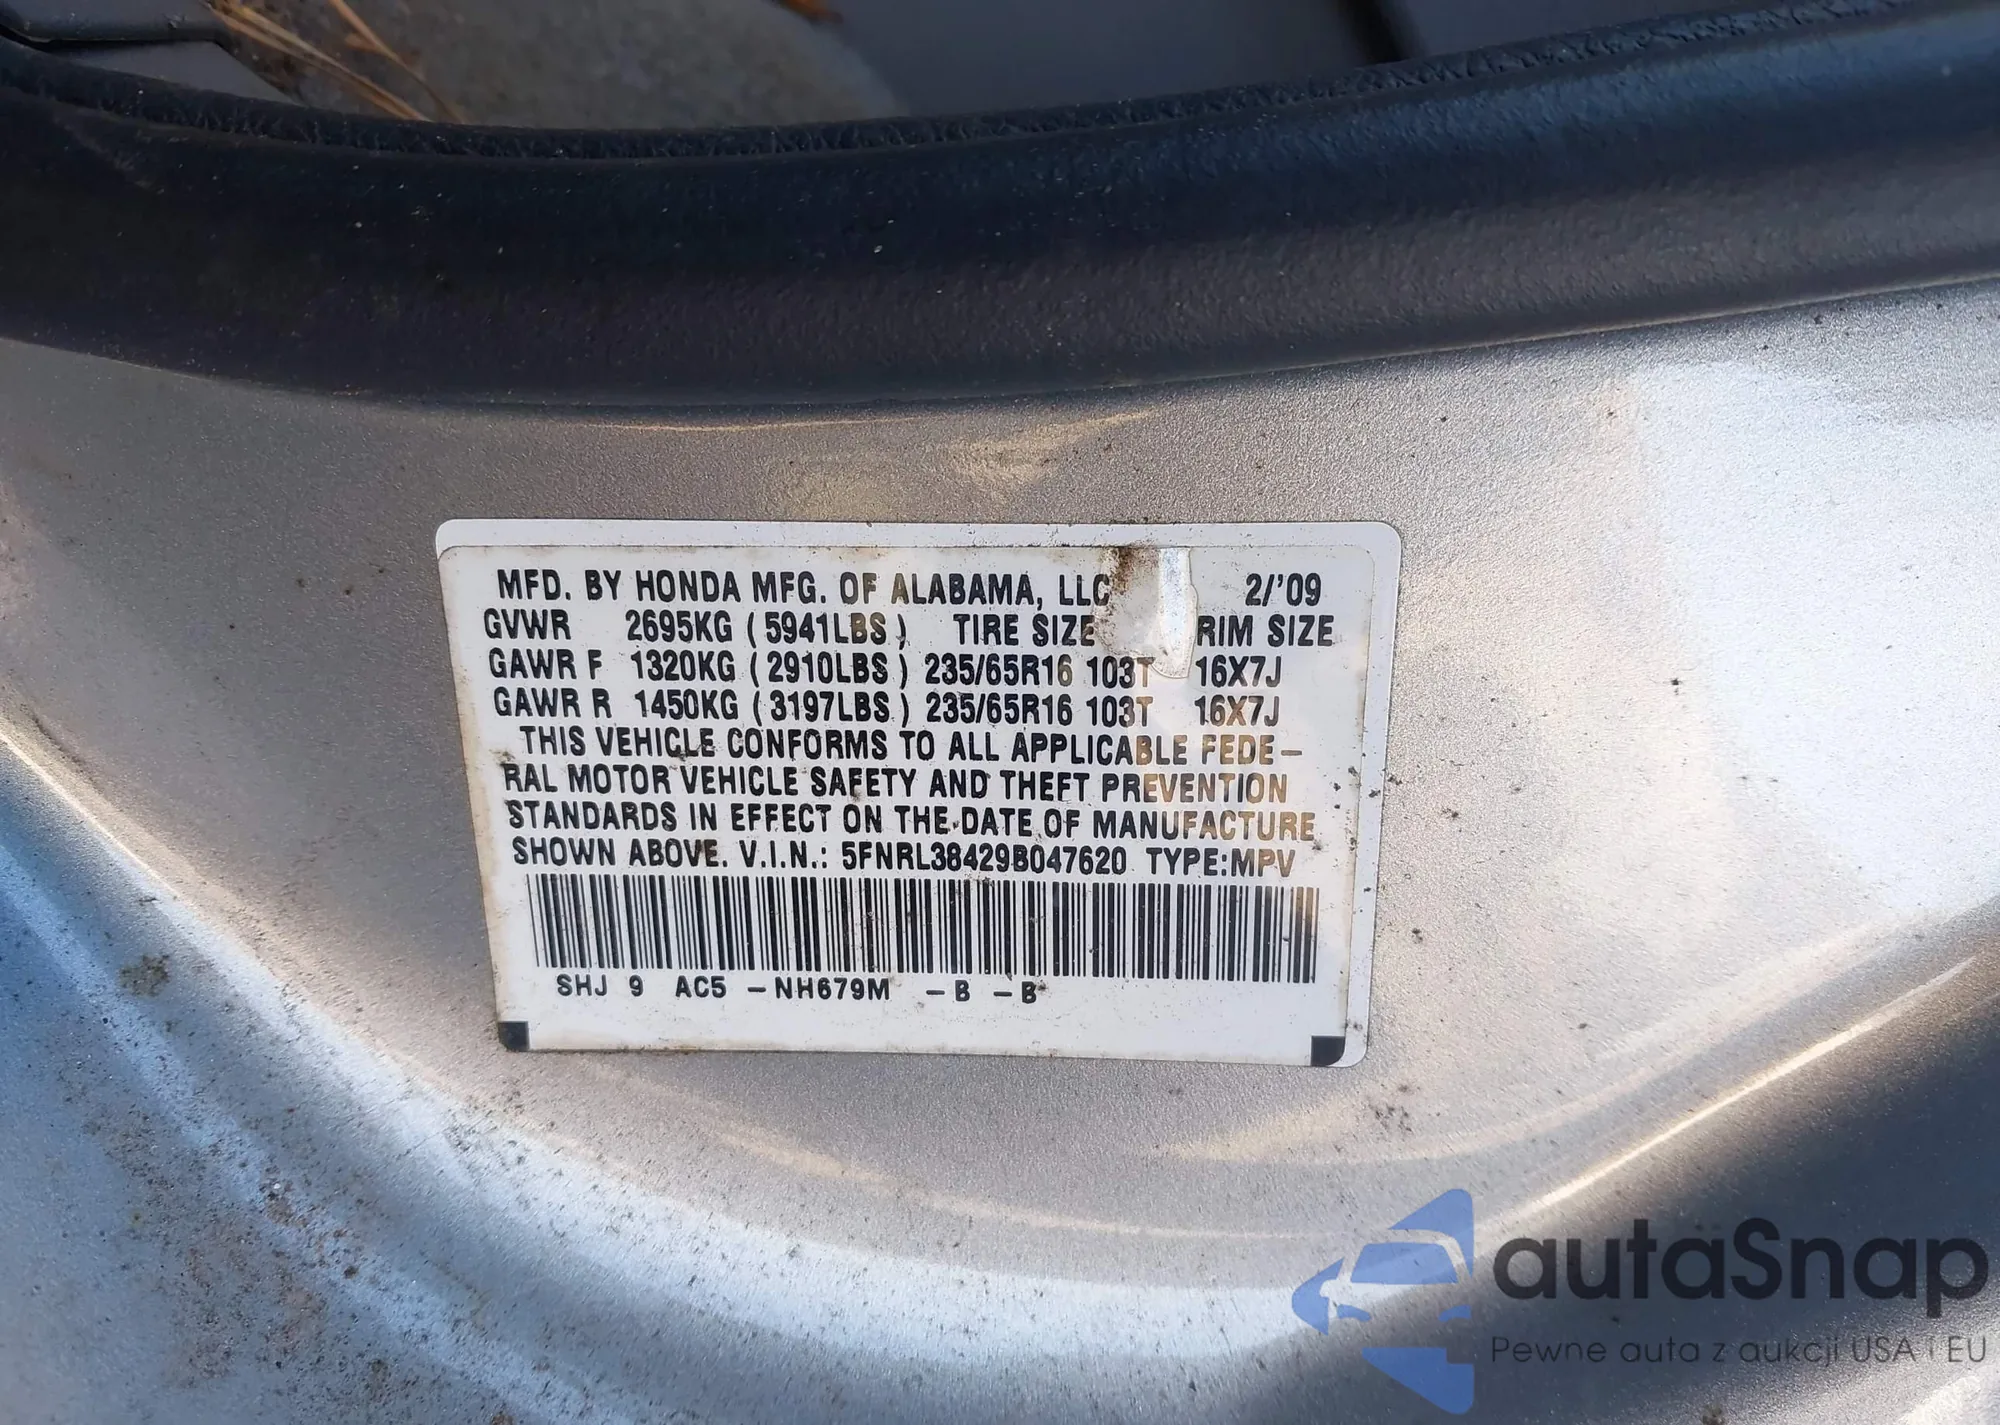 MFD. BY HONDA MFG. OF ALABAMA, LLC 2/'09
GVWR 2695KG (5941LBS) TIRE SIZE RIM SIZE
GAWR F 1320KG (2910LBS) 235/65R16 103T 16X7J
GAWR R 1450KG (3197LBS) 235/65R16 103T 16X7J
THIS VEHICLE CONFORMS TO ALL APPLICABLE FEDE-
RAL MOTOR VEHICLE SAFETY AND THEFT PREVENTION
STANDARDS IN EFFECT ON THE DATE OF MANUFACTURE
SHOWN ABOVE. V.I.N.: 5FNRL38429B047620 TYPE:MPV
SHJ 9 AC5 -NH679M -B -B
autaSnap
Pewne auta z aukcji USA i EU